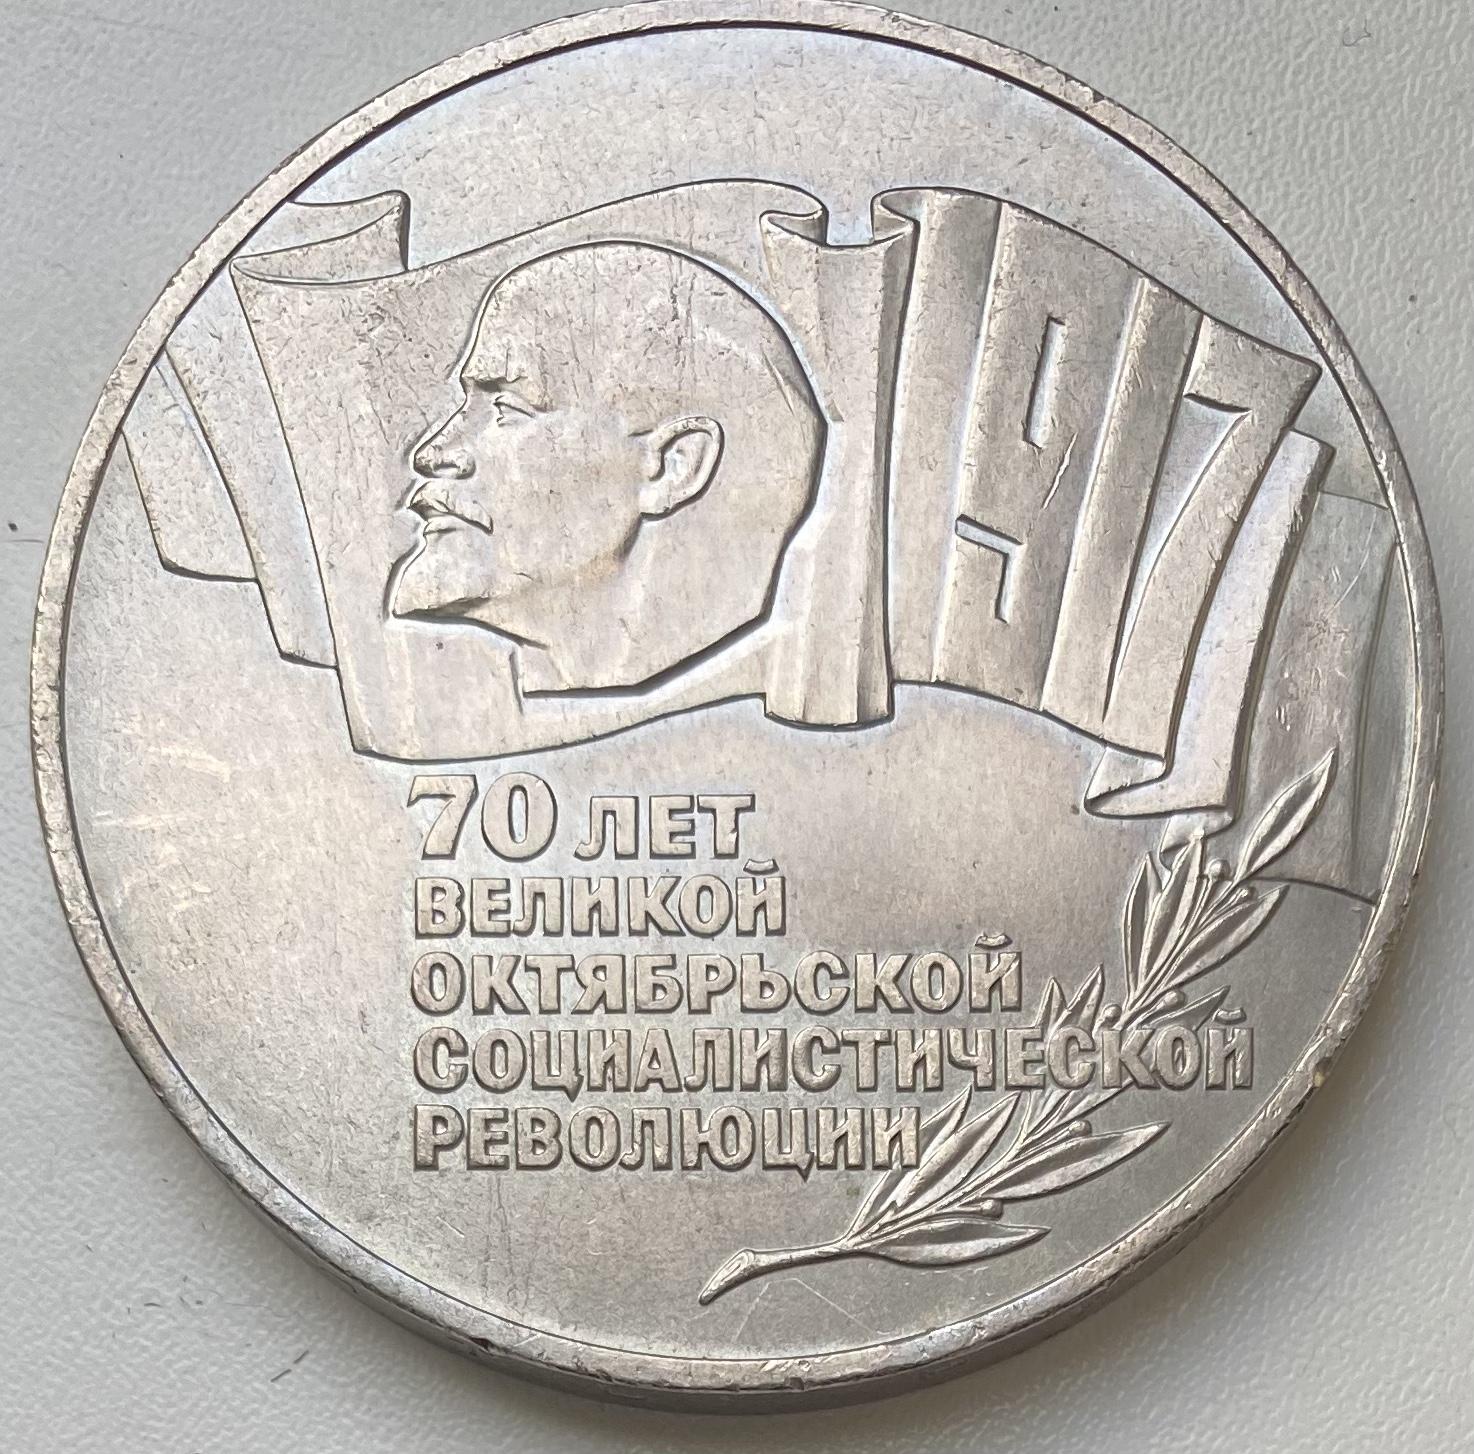 1917
70 ЛЕТ
ВЕЛИКОЙ
ОКТЯБРЬСКОЙ
СОЦИАЛИСТИЧЕСКОЙ
РЕВОЛЮЦИИ